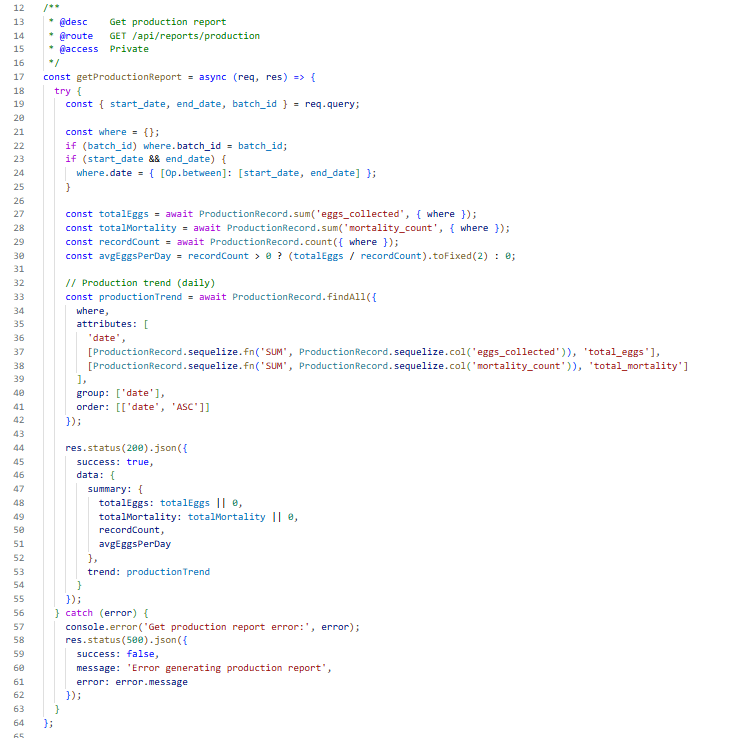 12 /**
13  * @desc    Get production report
14  * @route   GET /api/reports/production
15  * @access  Private
16  */
17 const getProductionReport = async (req, res) => {
18   try {
19     const { start_date, end_date, batch_id } = req.query;
20
21     const where = {};
22     if (batch_id) where.batch_id = batch_id;
23     if (start_date && end_date) {
24       where.date = { [Op.between]: [start_date, end_date] };
25     }
26
27     const totalEggs = await ProductionRecord.sum('eggs_collected', { where });
28     const totalMortality = await ProductionRecord.sum('mortality_count', { where });
29     const recordCount = await ProductionRecord.count({ where });
30     const avgEggsPerDay = recordCount > 0 ? (totalEggs / recordCount).toFixed(2) : 0;
31
32     // Production trend (daily)
33     const productionTrend = await ProductionRecord.findAll({
34       where,
35       attributes: [
36         'date',
37         [ProductionRecord.sequelize.fn('SUM', ProductionRecord.sequelize.col('eggs_collected')), 'total_eggs'],
38         [ProductionRecord.sequelize.fn('SUM', ProductionRecord.sequelize.col('mortality_count')), 'total_mortality']
39       ],
40       group: ['date'],
41       order: [['date', 'ASC']]
42     });
43
44     res.status(200).json({
45       success: true,
46       data: {
47         summary: {
48           totalEggs: totalEggs || 0,
49           totalMortality: totalMortality || 0,
50           recordCount,
51           avgEggsPerDay
52         },
53         trend: productionTrend
54       }
55     });
56   } catch (error) {
57     console.error('Get production report error:', error);
58     res.status(500).json({
59       success: false,
60       message: 'Error generating production report',
61       error: error.message
62     });
63   }
64 };
65